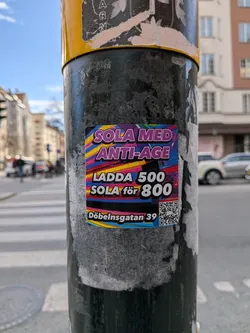 SOLA MED
ANTI-AGE
LADDA 500
SOLA för 800
Döbelnsgatan 39